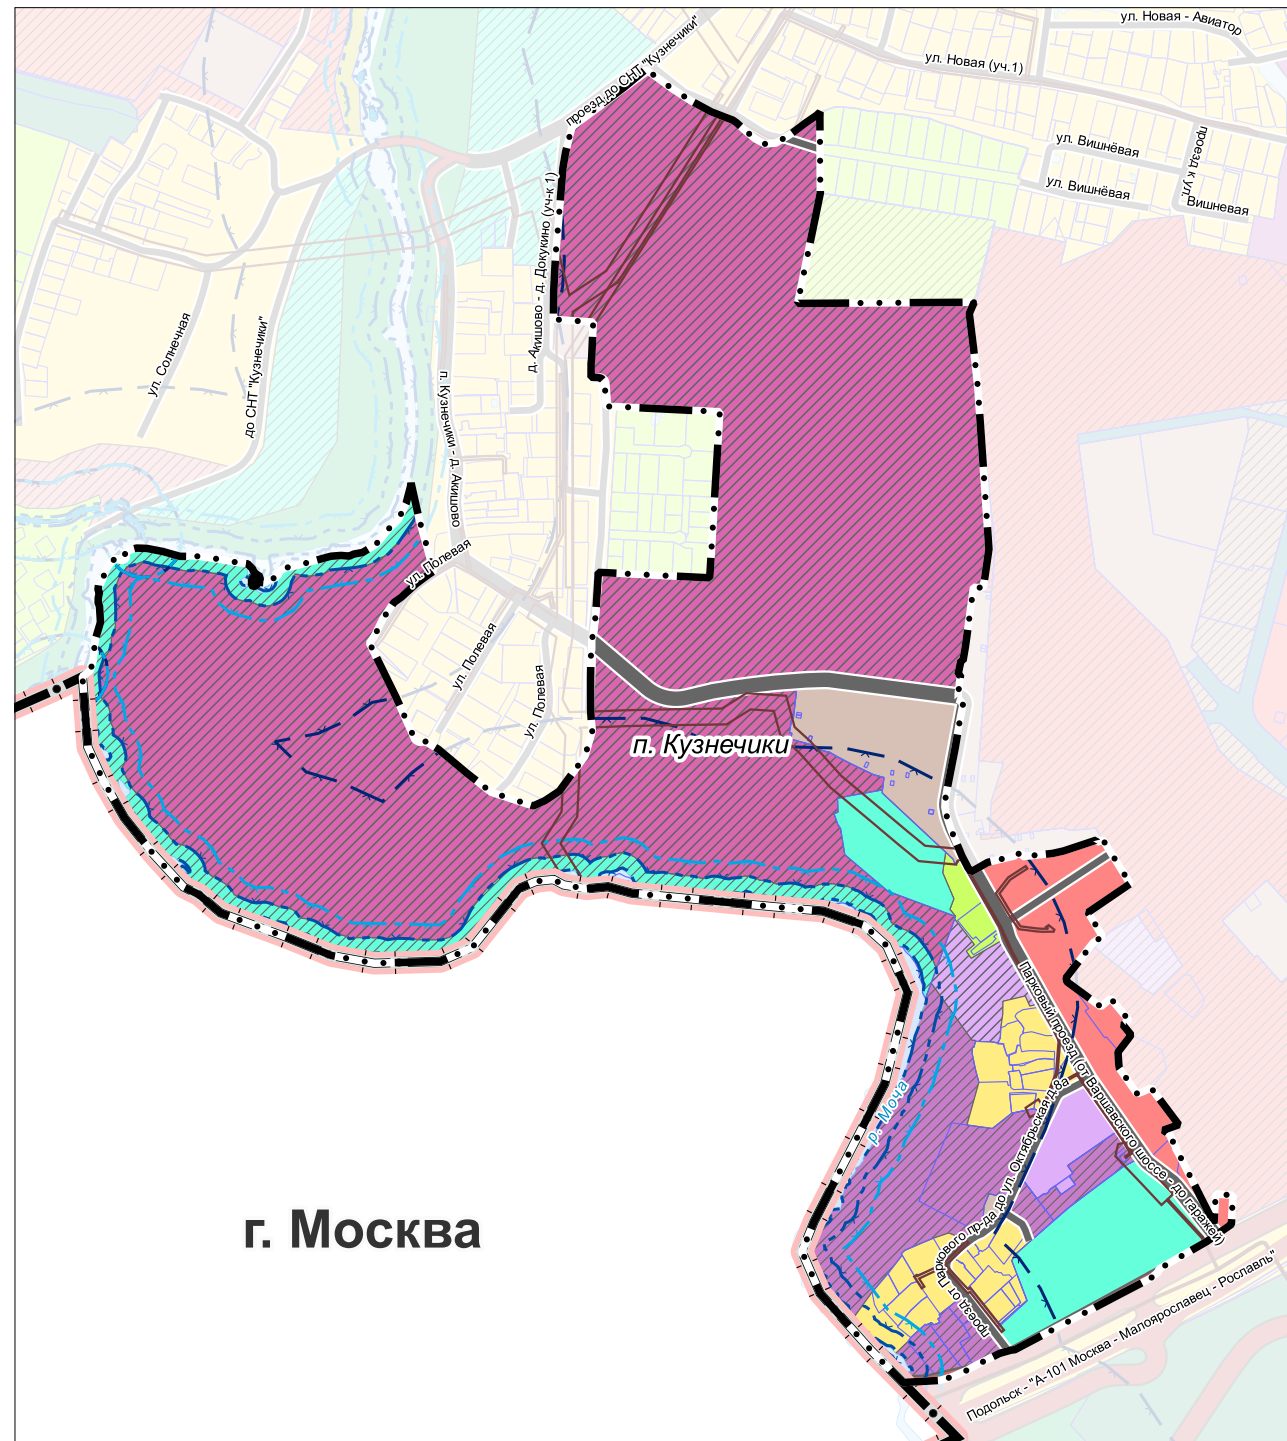 ул. Новая - Авиатор
проезд до СНТ "Кузнечики"
ул. Новая (уч.1)
ул. Вишнёвая
проезд к ул.
Вишневая
ул. Вишнёвая
д. Акишово - д. Докукино (уч-к 1)
ул. Солнечная
до СНТ "Кузнечики"
п. Кузнечики - д. Акишово
ул. Полевая
ул. Полевая
ул. Полевая
п. Кузнечики
Парковый проезд (от Варшавского шоссе - до гаражей)
р. Моча
проезд от Паркового пр-да до ул. Октябрьская д.8а
г. Москва
Подольск - "А-101 Москва - Малоярославец - Рославль"